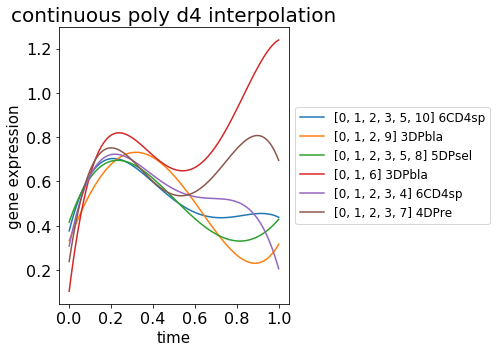 continuous poly d4 interpolation
gene expression
1.2
1.0
0.8
0.6
0.4
0.2
0.0 0.2 0.4 0.6 0.8 1.0
time
[0, 1, 2, 3, 5, 10] 6CD4sp
[0, 1, 2, 9] 3DPbla
[0, 1, 2, 3, 5, 8] 5DPsel
[0, 1, 6] 3DPbla
[0, 1, 2, 3, 4] 6CD4sp
[0, 1, 2, 3, 7] 4DPre